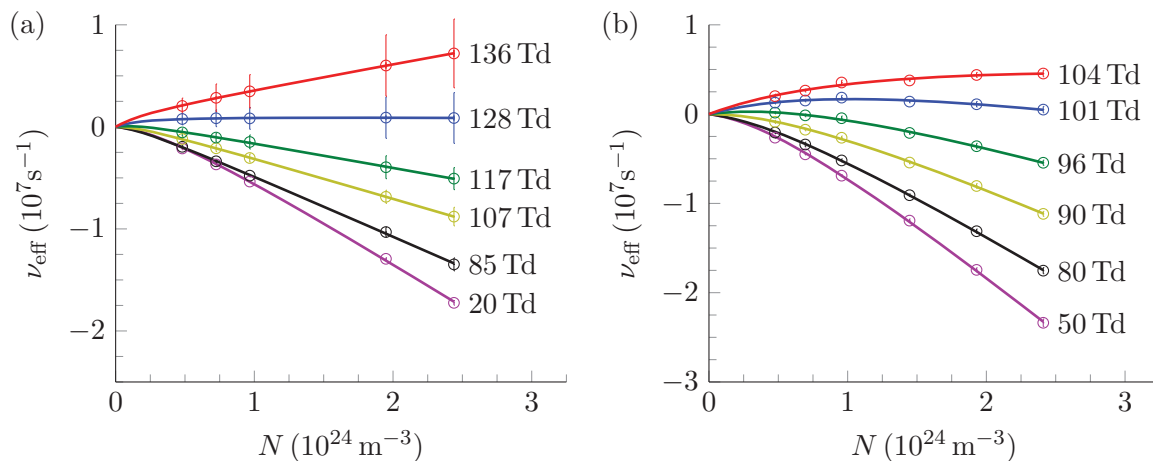 (a)
1
0
−1
−2
ν_eff (10^7 s^−1)
136 Td
128 Td
117 Td
107 Td
85 Td
20 Td
0 1 2 3
N (10^24 m^−3)
(b)
1
0
−1
−2
−3
ν_eff (10^7 s^−1)
104 Td
101 Td
96 Td
90 Td
80 Td
50 Td
0 1 2 3
N (10^24 m^−3)